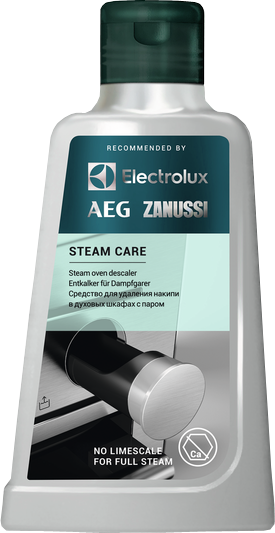 RECOMMENDED BY
Electrolux
AEG ZANUSSI
STEAM CARE
Steam oven descaler
Entkalker für Dampfgarer
Средство для удаления накипи
в духовых шкафах с паром
NO LIMESCALE
FOR FULL STEAM
Ca